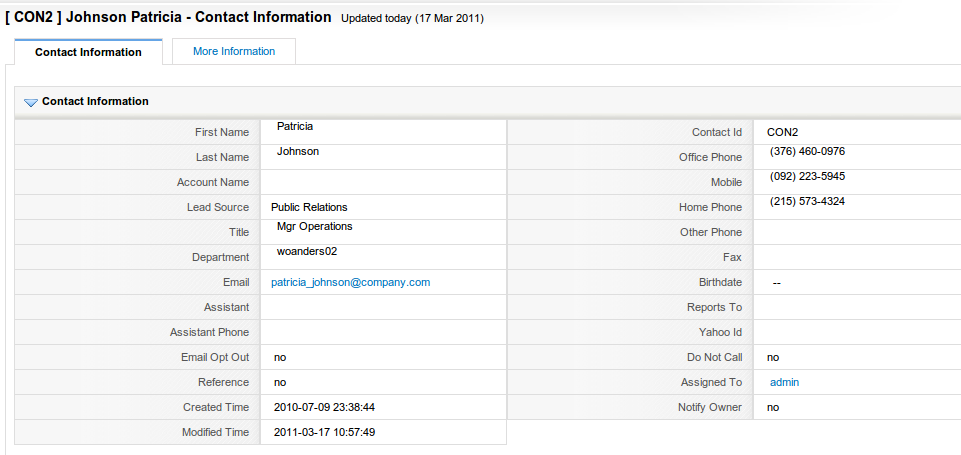 [ CON2 ] Johnson Patricia - Contact Information Updated today (17 Mar 2011)
Contact Information More Information
Contact Information
First Name Patricia Contact Id CON2
Last Name Johnson Office Phone (376) 460-0976
Account Name Mobile (092) 223-5945
Lead Source Public Relations Home Phone (215) 573-4324
Title Mgr Operations Other Phone
Department woanders02 Fax
Email patricia_johnson@company.com Birthdate --
Assistant Reports To
Assistant Phone Yahoo Id
Email Opt Out no Do Not Call no
Reference no Assigned To admin
Created Time 2010-07-09 23:38:44 Notify Owner no
Modified Time 2011-03-17 10:57:49